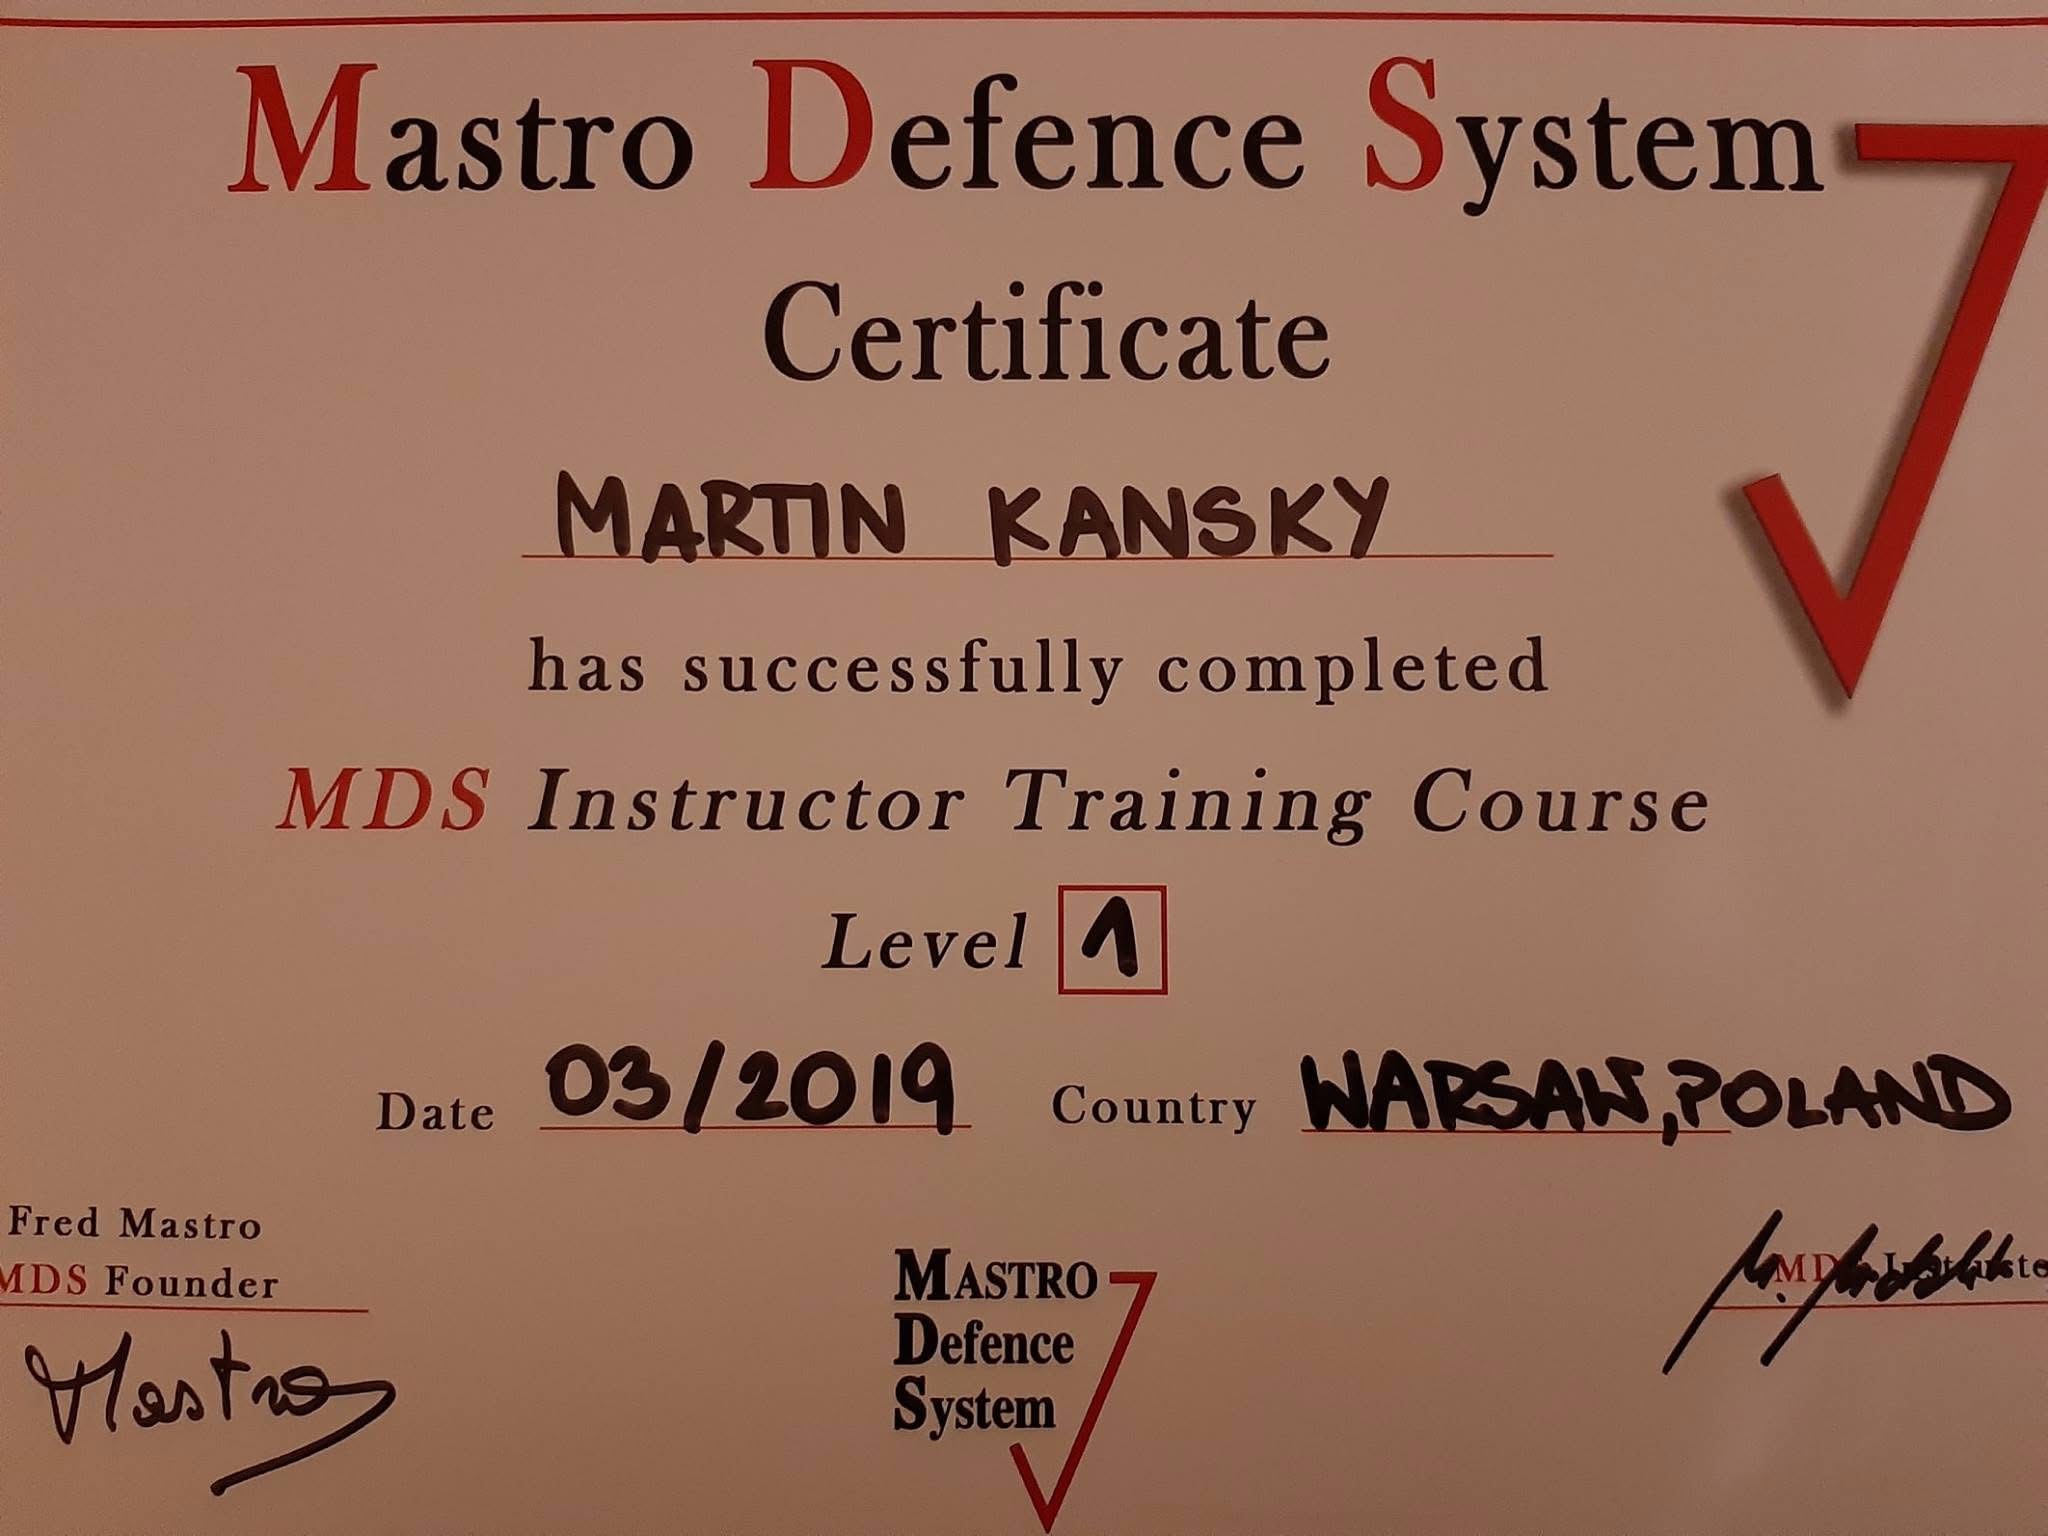 Mastro Defence System
Certificate
MARTIN KANSKY
has successfully completed
MDS Instructor Training Course
Level 1
Date 03/2019 Country WARSAW, POLAND
Fred Mastro
MDS Founder
Mastro
MASTRO
Defence
System